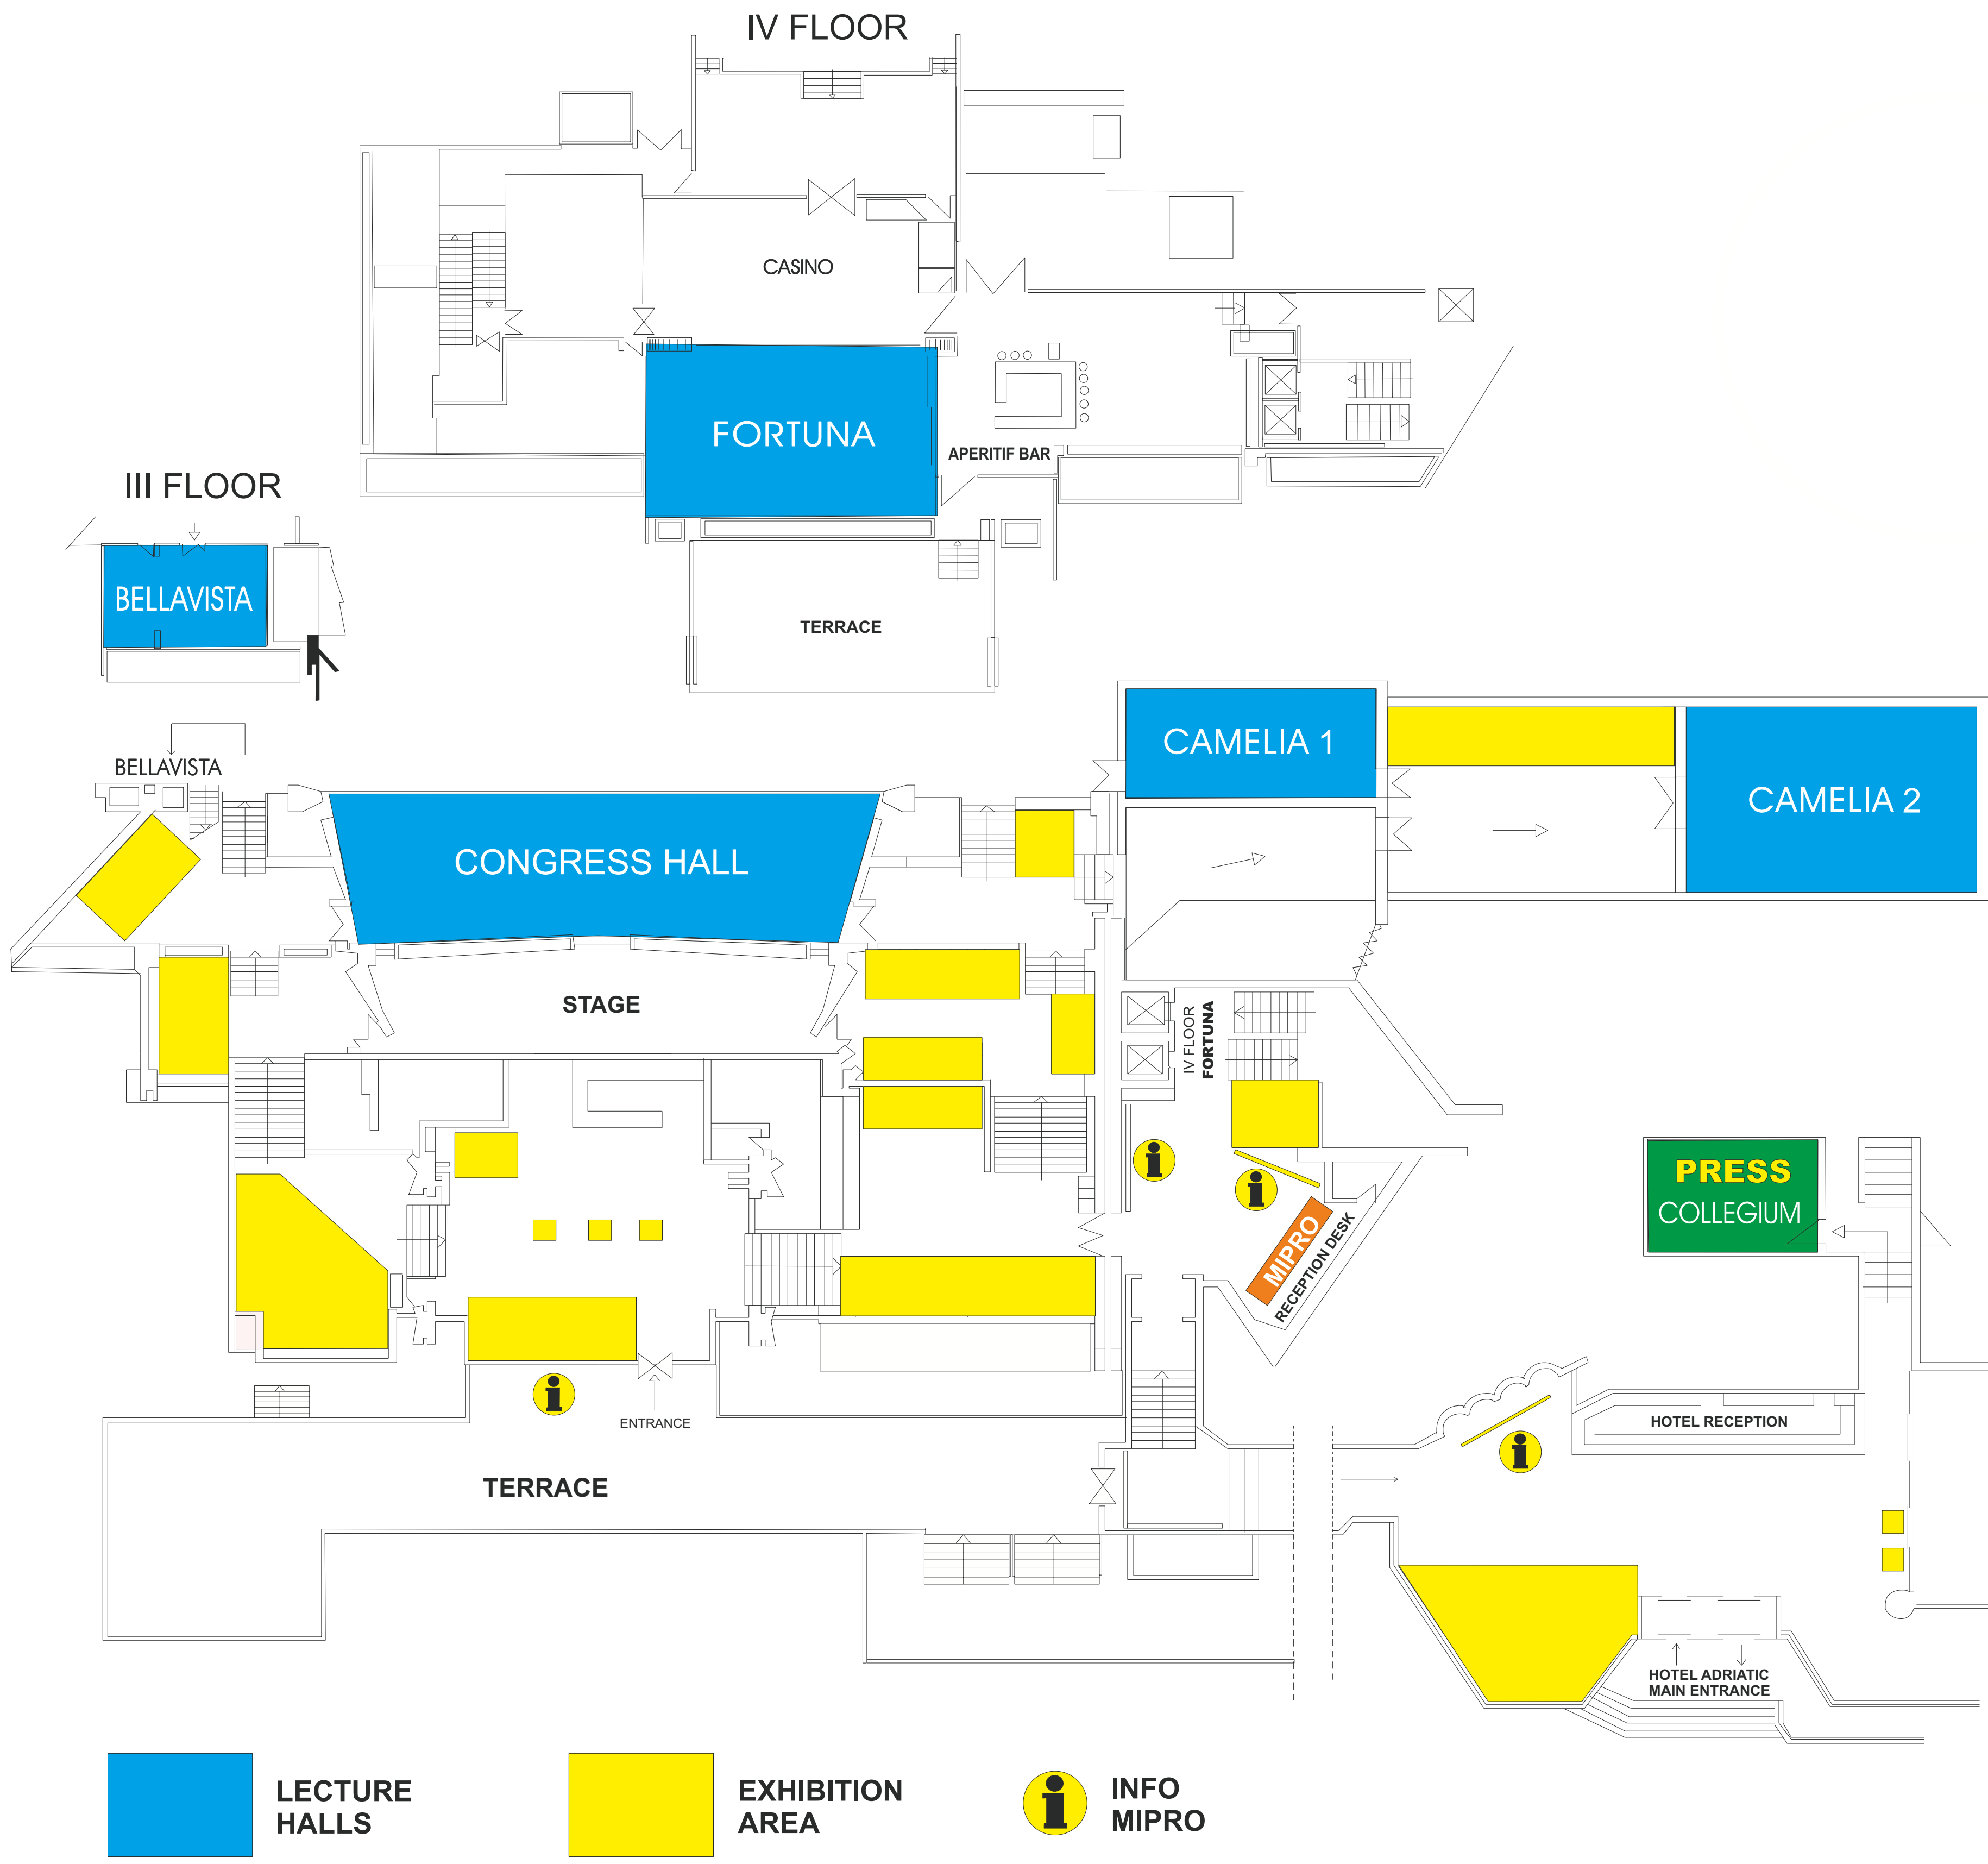 IV FLOOR
CASINO
FORTUNA
APERITIF BAR
III FLOOR
BELLAVISTA
TERRACE
BELLAVISTA
CAMELIA 1
CAMELIA 2
CONGRESS HALL
STAGE
IV FLOOR
FORTUNA
PRESS
COLLEGIUM
MIPRO
RECEPTION DESK
ENTRANCE
HOTEL RECEPTION
TERRACE
HOTEL ADRIATIC
MAIN ENTRANCE
LECTURE
HALLS
EXHIBITION
AREA
INFO
MIPRO